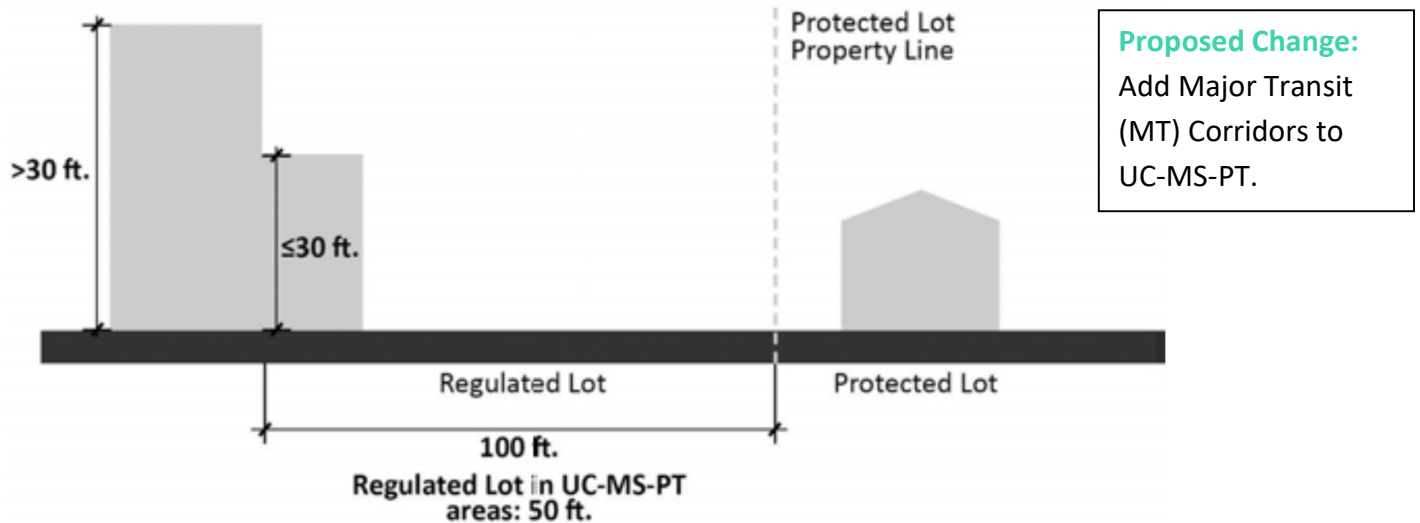 Protected Lot
Property Line
Proposed Change:
Add Major Transit
(MT) Corridors to
UC-MS-PT.
>30 ft.
≤30 ft.
Regulated Lot
Protected Lot
100 ft.
Regulated Lot in UC-MS-PT
areas: 50 ft.